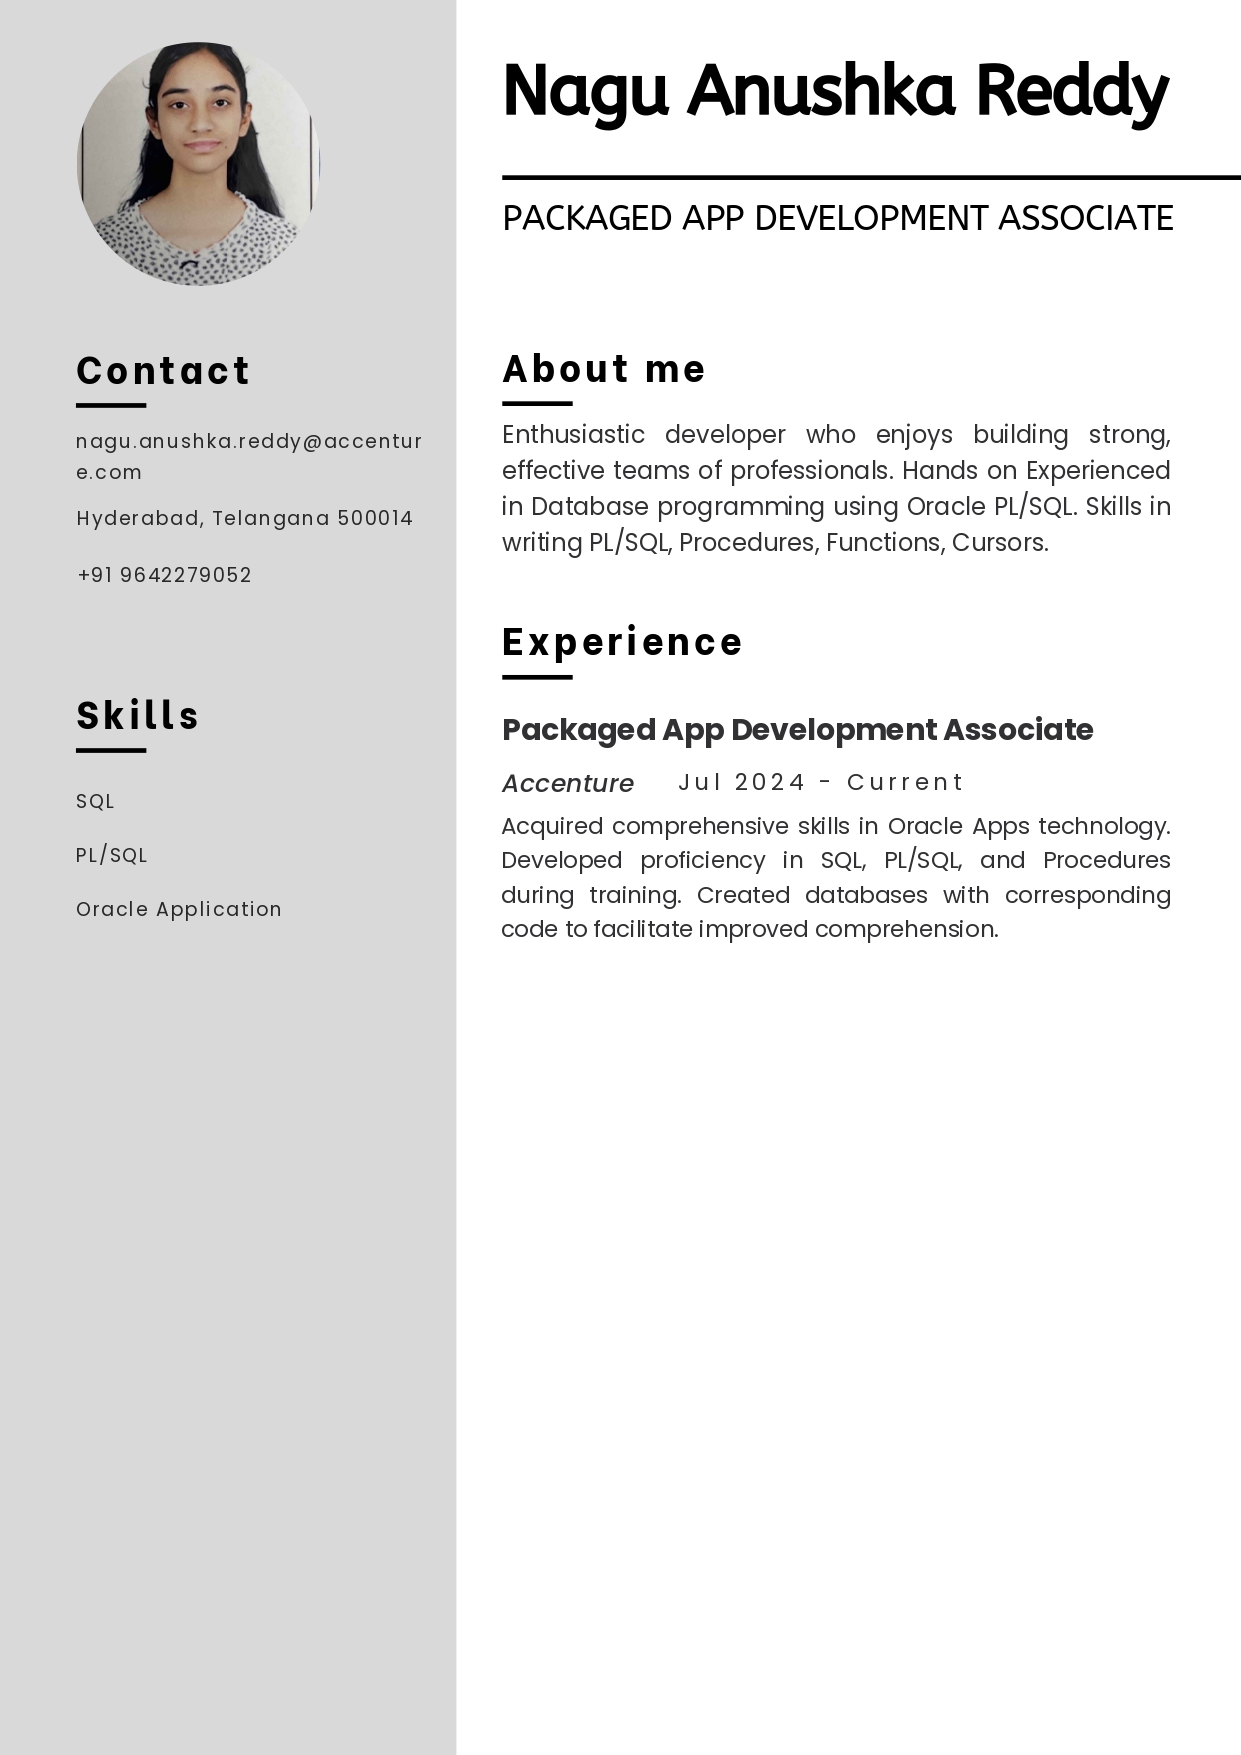 Nagu Anushka Reddy
PACKAGED APP DEVELOPMENT ASSOCIATE
Contact
nagu.anushka.reddy@accentur
e.com
Hyderabad, Telangana 500014
+91 9642279052
Skills
SQL
PL/SQL
Oracle Application
About me
Enthusiastic developer who enjoys building strong,
effective teams of professionals. Hands on Experienced
in Database programming using Oracle PL/SQL. Skills in
writing PL/SQL, Procedures, Functions, Cursors.
Experience
Packaged App Development Associate
Accenture Jul 2024 - Current
Acquired comprehensive skills in Oracle Apps technology.
Developed proficiency in SQL, PL/SQL, and Procedures
during training. Created databases with corresponding
code to facilitate improved comprehension.